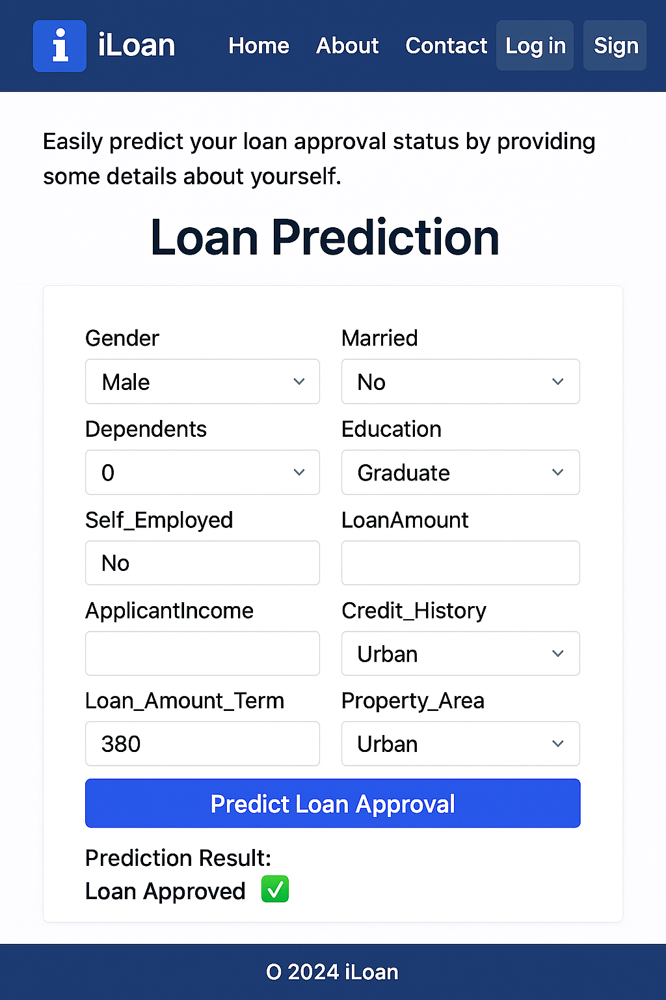 i iLoan Home About Contact Log in Sign
Easily predict your loan approval status by providing
some details about yourself.
Loan Prediction
Gender Married
Male No
Dependents Education
0 Graduate
Self_Employed LoanAmount
No
ApplicantIncome Credit_History
Urban
Loan_Amount_Term Property_Area
380 Urban
Predict Loan Approval
Prediction Result:
Loan Approved ✅
O 2024 iLoan